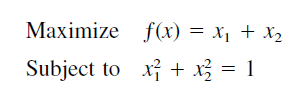 Maximize f(x) = x₁ + x₂
Subject to x₁² + x₂² = 1